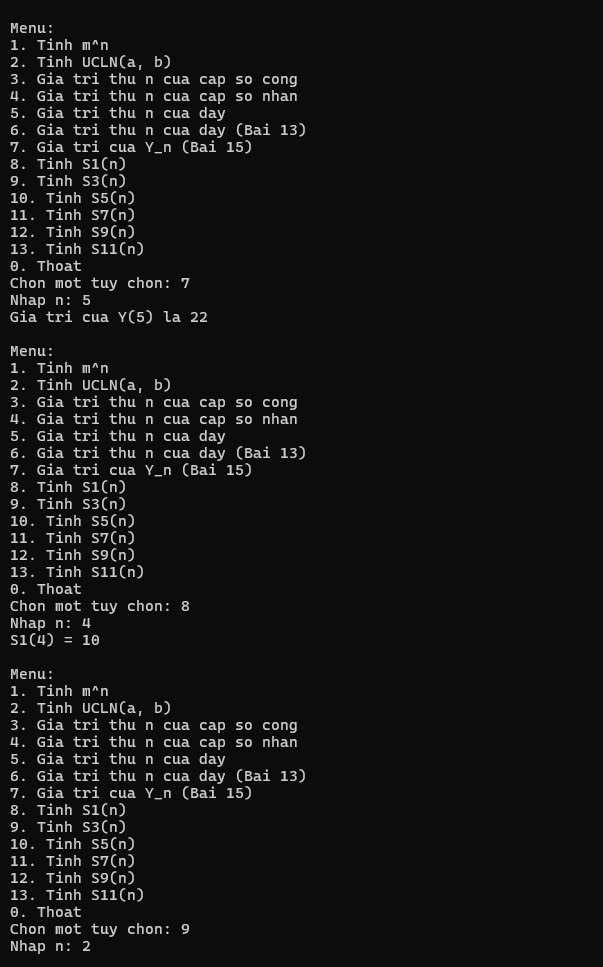 Menu:
1. Tinh m^n
2. Tinh UCLN(a, b)
3. Gia tri thu n cua cap so cong
4. Gia tri thu n cua cap so nhan
5. Gia tri thu n cua day
6. Gia tri thu n cua day (Bai 13)
7. Gia tri cua Y_n (Bai 15)
8. Tinh S1(n)
9. Tinh S3(n)
10. Tinh S5(n)
11. Tinh S7(n)
12. Tinh S9(n)
13. Tinh S11(n)
0. Thoat
Chon mot tuy chon: 7
Nhap n: 5
Gia tri cua Y(5) la 22

Menu:
1. Tinh m^n
2. Tinh UCLN(a, b)
3. Gia tri thu n cua cap so cong
4. Gia tri thu n cua cap so nhan
5. Gia tri thu n cua day
6. Gia tri thu n cua day (Bai 13)
7. Gia tri cua Y_n (Bai 15)
8. Tinh S1(n)
9. Tinh S3(n)
10. Tinh S5(n)
11. Tinh S7(n)
12. Tinh S9(n)
13. Tinh S11(n)
0. Thoat
Chon mot tuy chon: 8
Nhap n: 4
S1(4) = 10

Menu:
1. Tinh m^n
2. Tinh UCLN(a, b)
3. Gia tri thu n cua cap so cong
4. Gia tri thu n cua cap so nhan
5. Gia tri thu n cua day
6. Gia tri thu n cua day (Bai 13)
7. Gia tri cua Y_n (Bai 15)
8. Tinh S1(n)
9. Tinh S3(n)
10. Tinh S5(n)
11. Tinh S7(n)
12. Tinh S9(n)
13. Tinh S11(n)
0. Thoat
Chon mot tuy chon: 9
Nhap n: 2